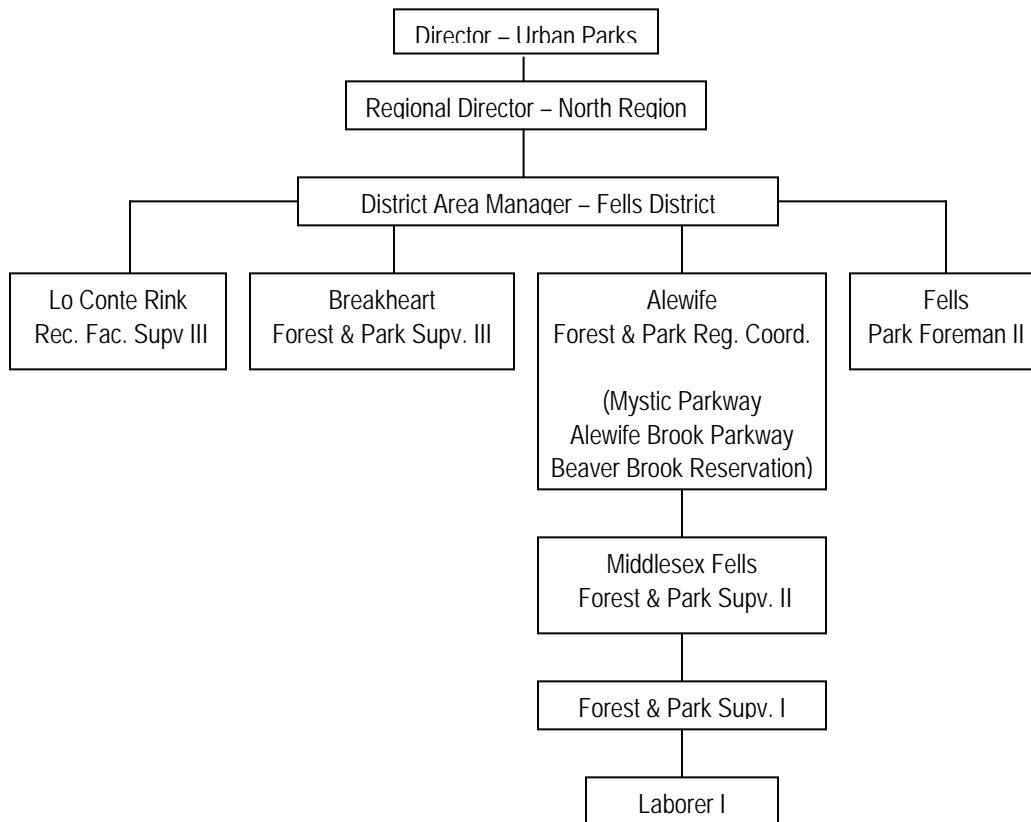 Director – Urban Parks
Regional Director – North Region
District Area Manager – Fells District
Lo Conte Rink
Rec. Fac. Supv III
Breakheart
Forest & Park Supv. III
Alewife
Forest & Park Reg. Coord.
(Mystic Parkway
Alewife Brook Parkway
Beaver Brook Reservation)
Fells
Park Foreman II
Middlesex Fells
Forest & Park Supv. II
Forest & Park Supv. I
Laborer I